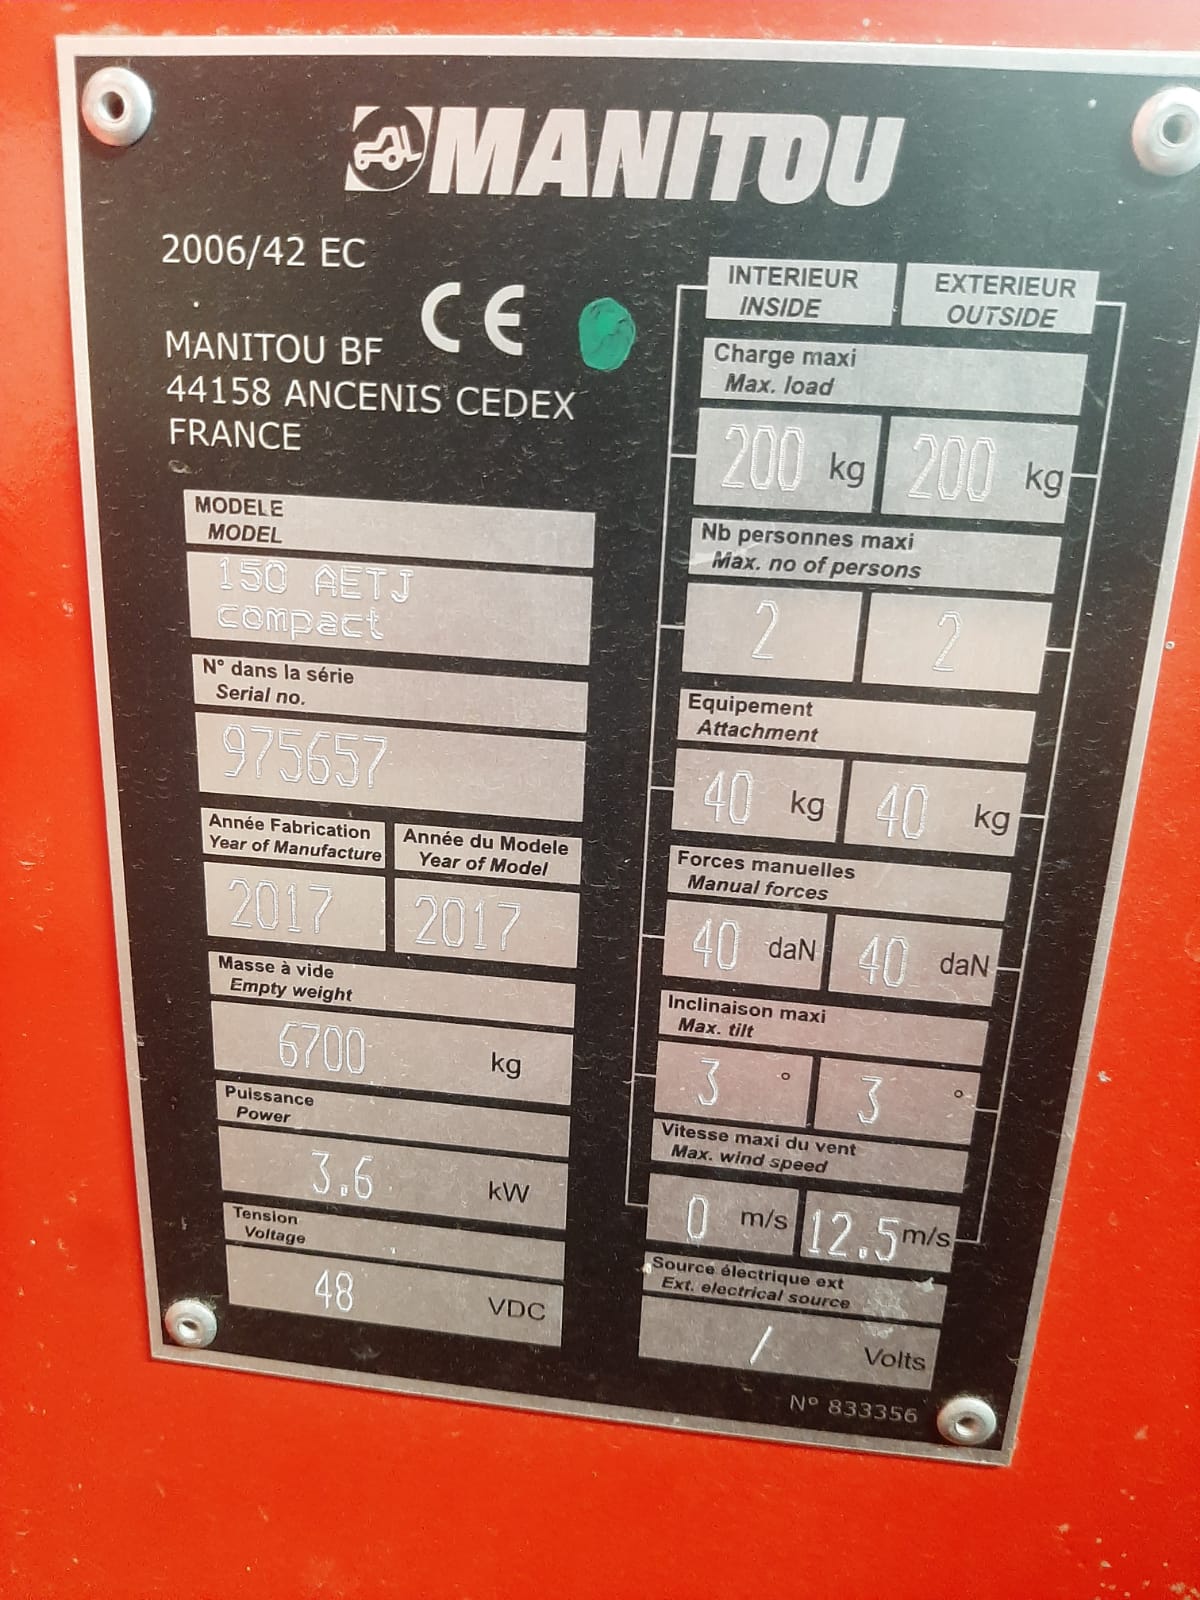 MANITOU
2006/42 EC
CE
MANITOU BF
44158 ANCENIS CEDEX
FRANCE
MODELE
MODEL
150 AETJ
compact
N° dans la série
Serial no.
975657
Année Fabrication
Year of Manufacture
2017
Année du Modele
Year of Model
2017
Masse à vide
Empty weight
6700 kg
Puissance
Power
3.6 kW
Tension
Voltage
48 VDC
INTERIEUR
INSIDE
EXTERIEUR
OUTSIDE
Charge maxi
Max. load
200 kg 200 kg
Nb personnes maxi
Max. no of persons
2 2
Equipement
Attachment
40 kg 40 kg
Forces manuelles
Manual forces
40 daN 40 daN
Inclinaison maxi
Max. tilt
3 ° 3 °
Vitesse maxi du vent
Max. wind speed
0 m/s 12.5 m/s
Source électrique ext
Ext. electrical source
/ Volts
N° 833356